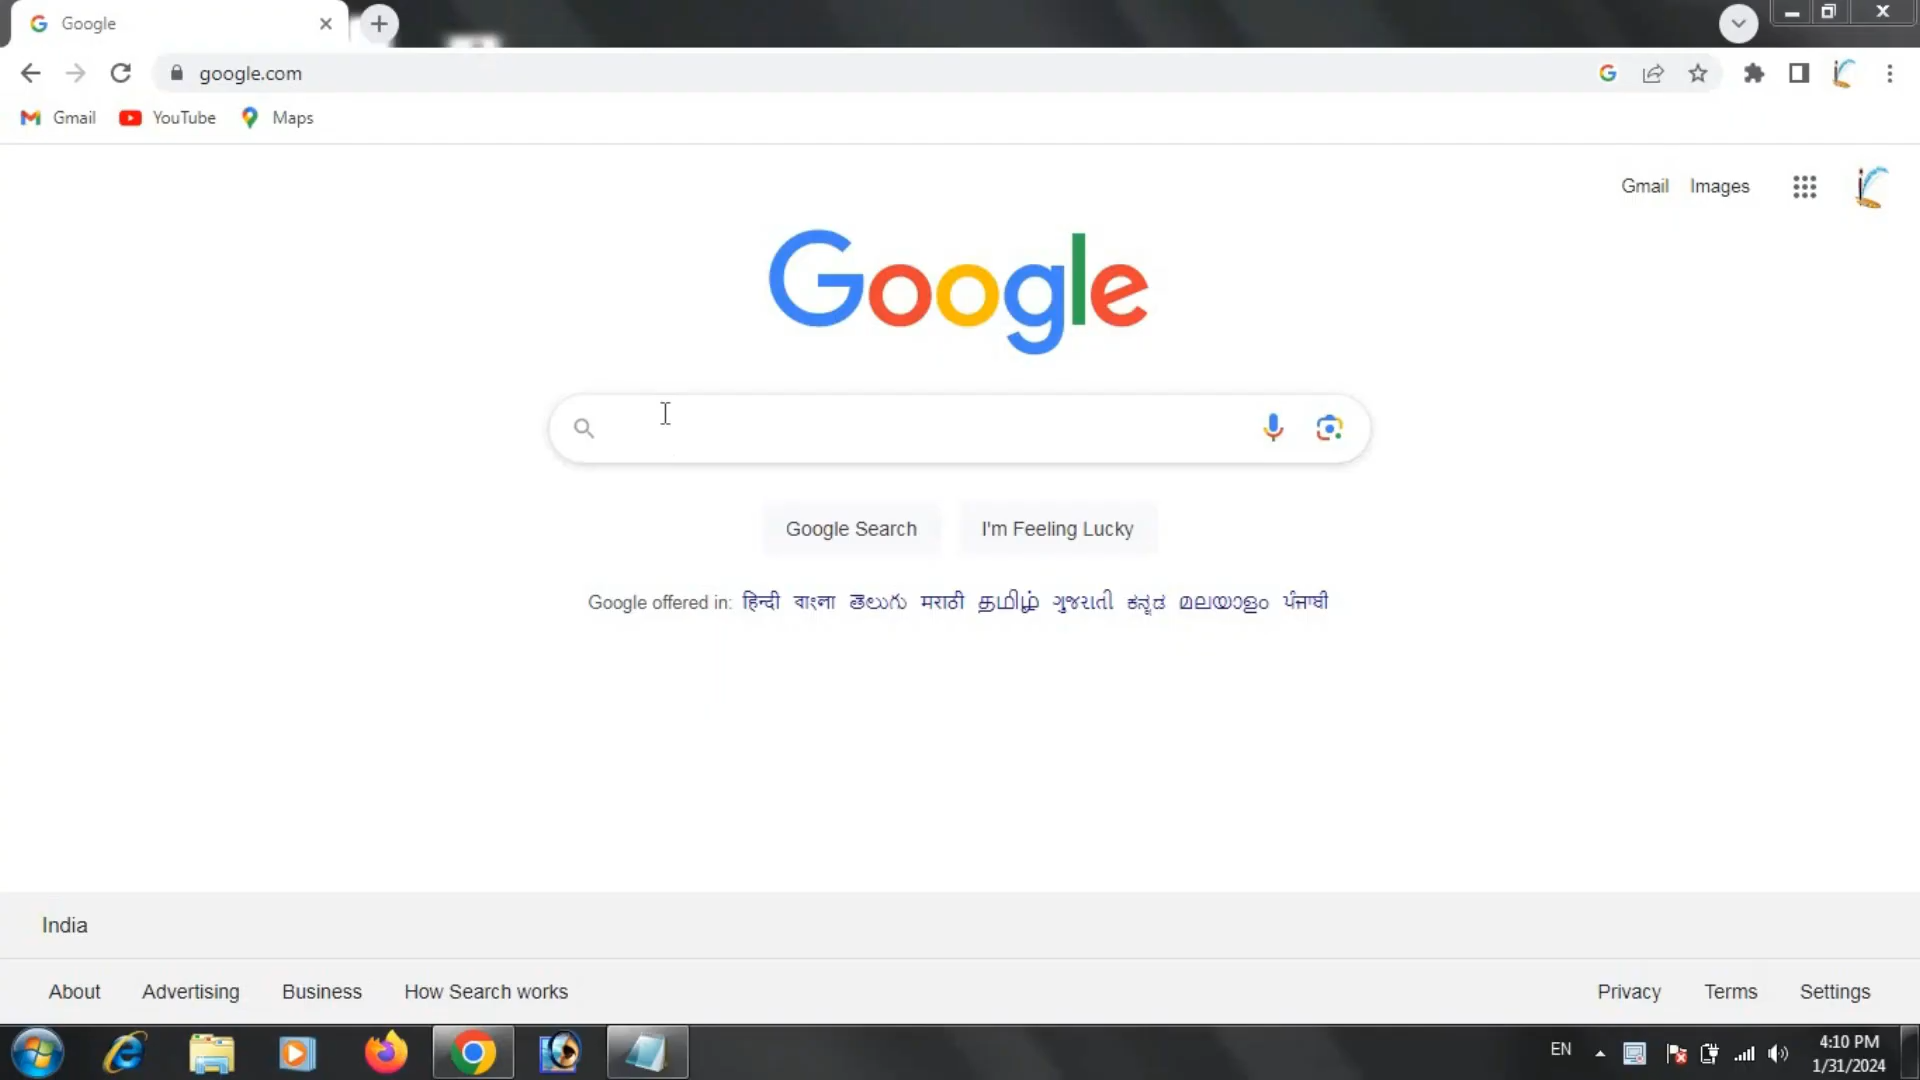 Google
google.com
Gmail YouTube Maps
Gmail Images
Google
Google Search I'm Feeling Lucky
Google offered in: हिन्दी বাংলা తెలుగు मराठी தமிழ் ગુજરાતી ಕನ್ನಡ മലയാളം ਪੰਜਾਬੀ
India
About Advertising Business How Search works Privacy Terms Settings
EN 4:10 PM
1/31/2024